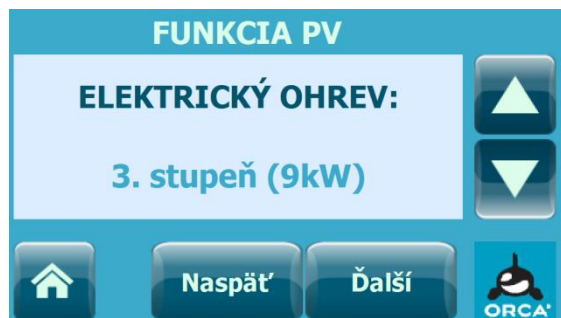 FUNKCIA PV
ELEKTRICKÝ OHREV:
3. stupeň (9kW)
Naspäť
Ďalší
ORCA®